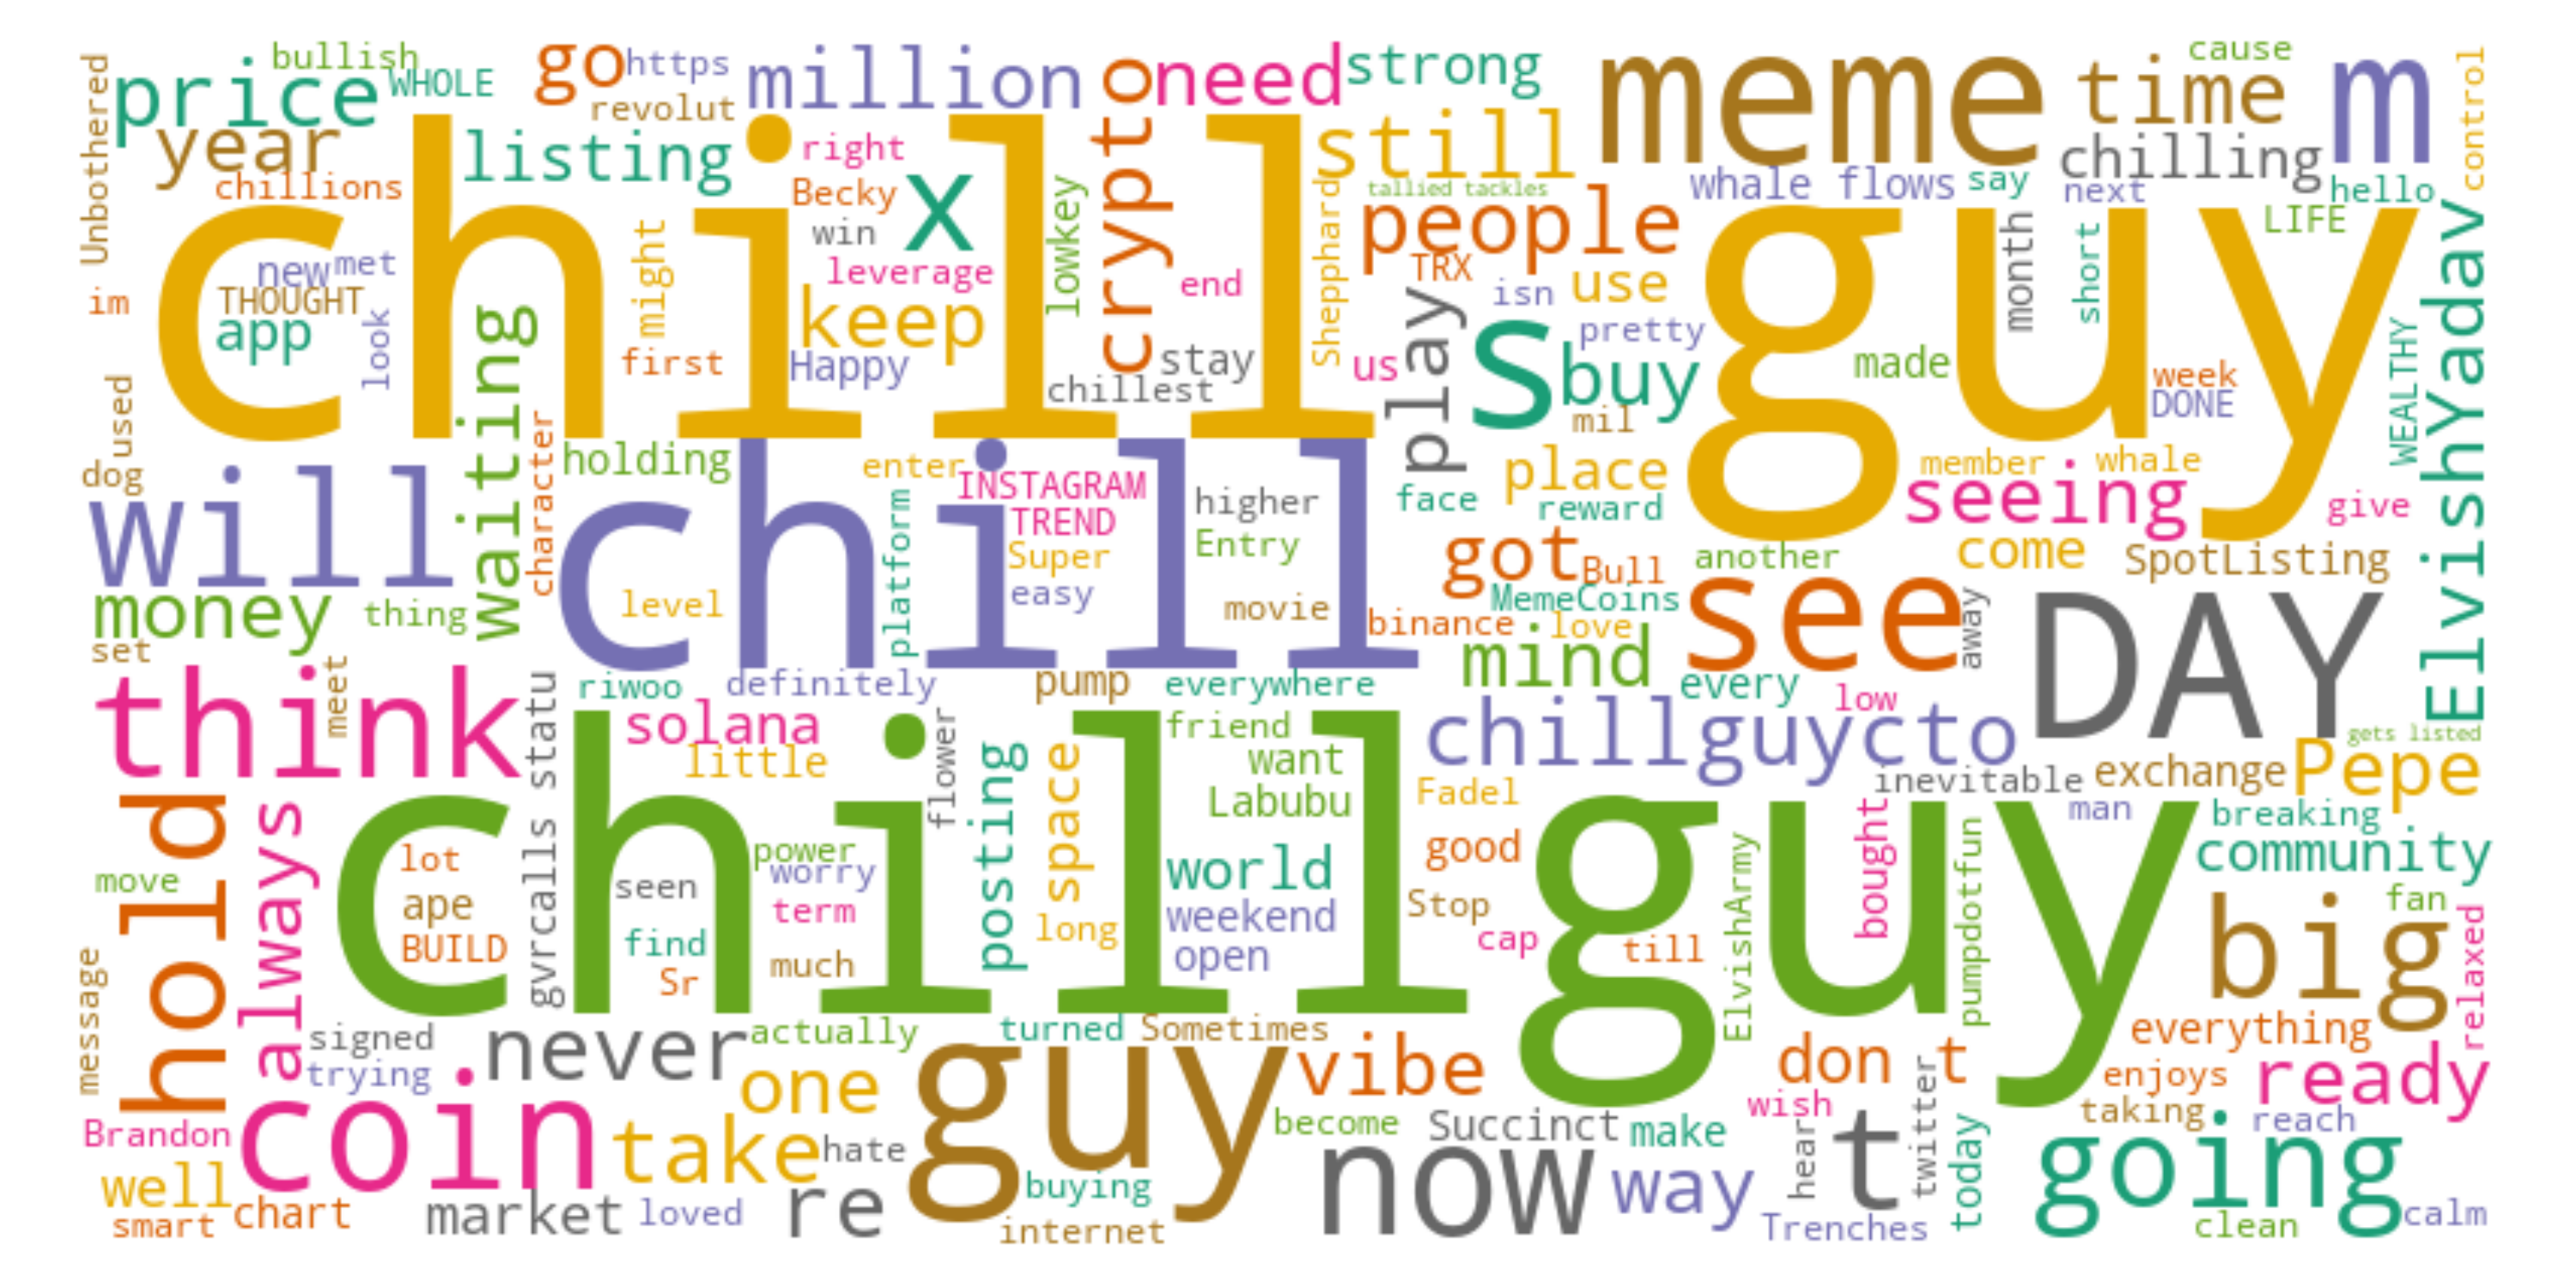 Unbothered
bullish
price
WHOLE
go
https
revolut
million
crypto
need
strong
meme
time
cause
m
control
year
chillions
listing
right
Becky
x
win
leverage
lowkey
still
tallied tackles
Shepphard
people
whale flows
say
chilling
next
hello
LIFE
chill guy
new
met
THOUGHT
im
app
look
might
first
keep
Happy
end
stay
chillest
us
TRX
play
isn
use
pretty
S
buy
mil
month
short
made
week
DONE
WEALTHY
ElvishYadav
used
dog
will
waiting
character
holding
chill
enter
INSTAGRAM
TREND
Super
easy
platform
level
higher
Entry
movie
face
place
reward
member
whale
seeing
give
got
Bull
another
come
SpotListing
MemeCoins
binance
love
mind
see
away
DAY
money
thing
set
think
meet
gvrcalls statu
riwoo
definitely
pump
everywhere
every
low
solana
little
flower
posting
space
friend
want
Labubu
chillguycto
inevitable
exchange
gets listed
Pepe
hold
always
chill guy
lot
ape
BUILD
seen
find
Sr
power
worry
term
much
long
world
weekend
open
Fadel
good
Stop
cap
till
ElvishArmy
bought
pumpdotfun
man
breaking
community
move
message
big
fan
relaxed
everything
signed
trying
never
actually
turned
Sometimes
guy
vibe
don t
enjoys
ready
taking
reach
Brandon
coin
one
take
hate
become
Succinct
make
wish
heart
t
twitter
today
going
well
smart
chart
market
loved
re
buying
internet
now
way
Trenches
clean
calm